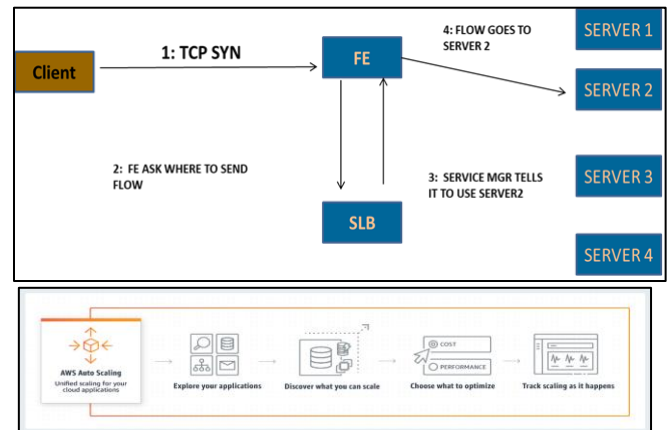 4: FLOW GOES TO
SERVER 2
SERVER 1
1: TCP SYN
FE
Client
SERVER 2
2: FE ASK WHERE TO SEND
FLOW
3: SERVICE MGR TELLS
IT TO USE SERVER2
SERVER 3
SLB
SERVER 4
AWS Auto Scaling
Unified scaling for your
cloud applications
Explore your applications
Discover what you can scale
COST
PERFORMANCE
Choose what to optimize
Track scaling as it happens